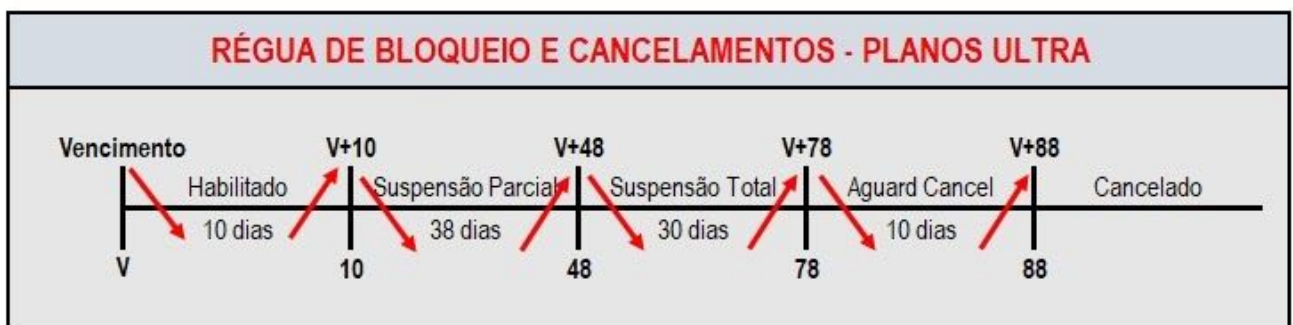 RÉGUA DE BLOQUEIO E CANCELAMENTOS - PLANOS ULTRA
Vencimento V+10 V+48 V+78 V+88
Habilitado Suspensão Parcial Suspensão Total Aguard Cancel Cancelado
10 dias 38 dias 30 dias 10 dias
V 10 48 78 88